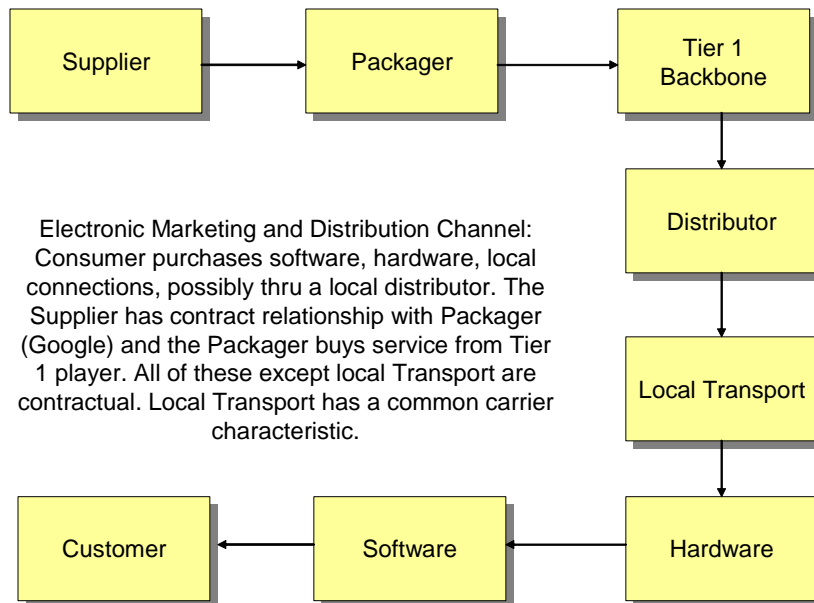 Supplier
Packager
Tier 1
Backbone
Distributor
Electronic Marketing and Distribution Channel:
Consumer purchases software, hardware, local
connections, possibly thru a local distributor. The
Supplier has contract relationship with Packager
(Google) and the Packager buys service from Tier
1 player. All of these except local Transport are
contractual. Local Transport has a common carrier
characteristic.
Local Transport
Customer
Software
Hardware